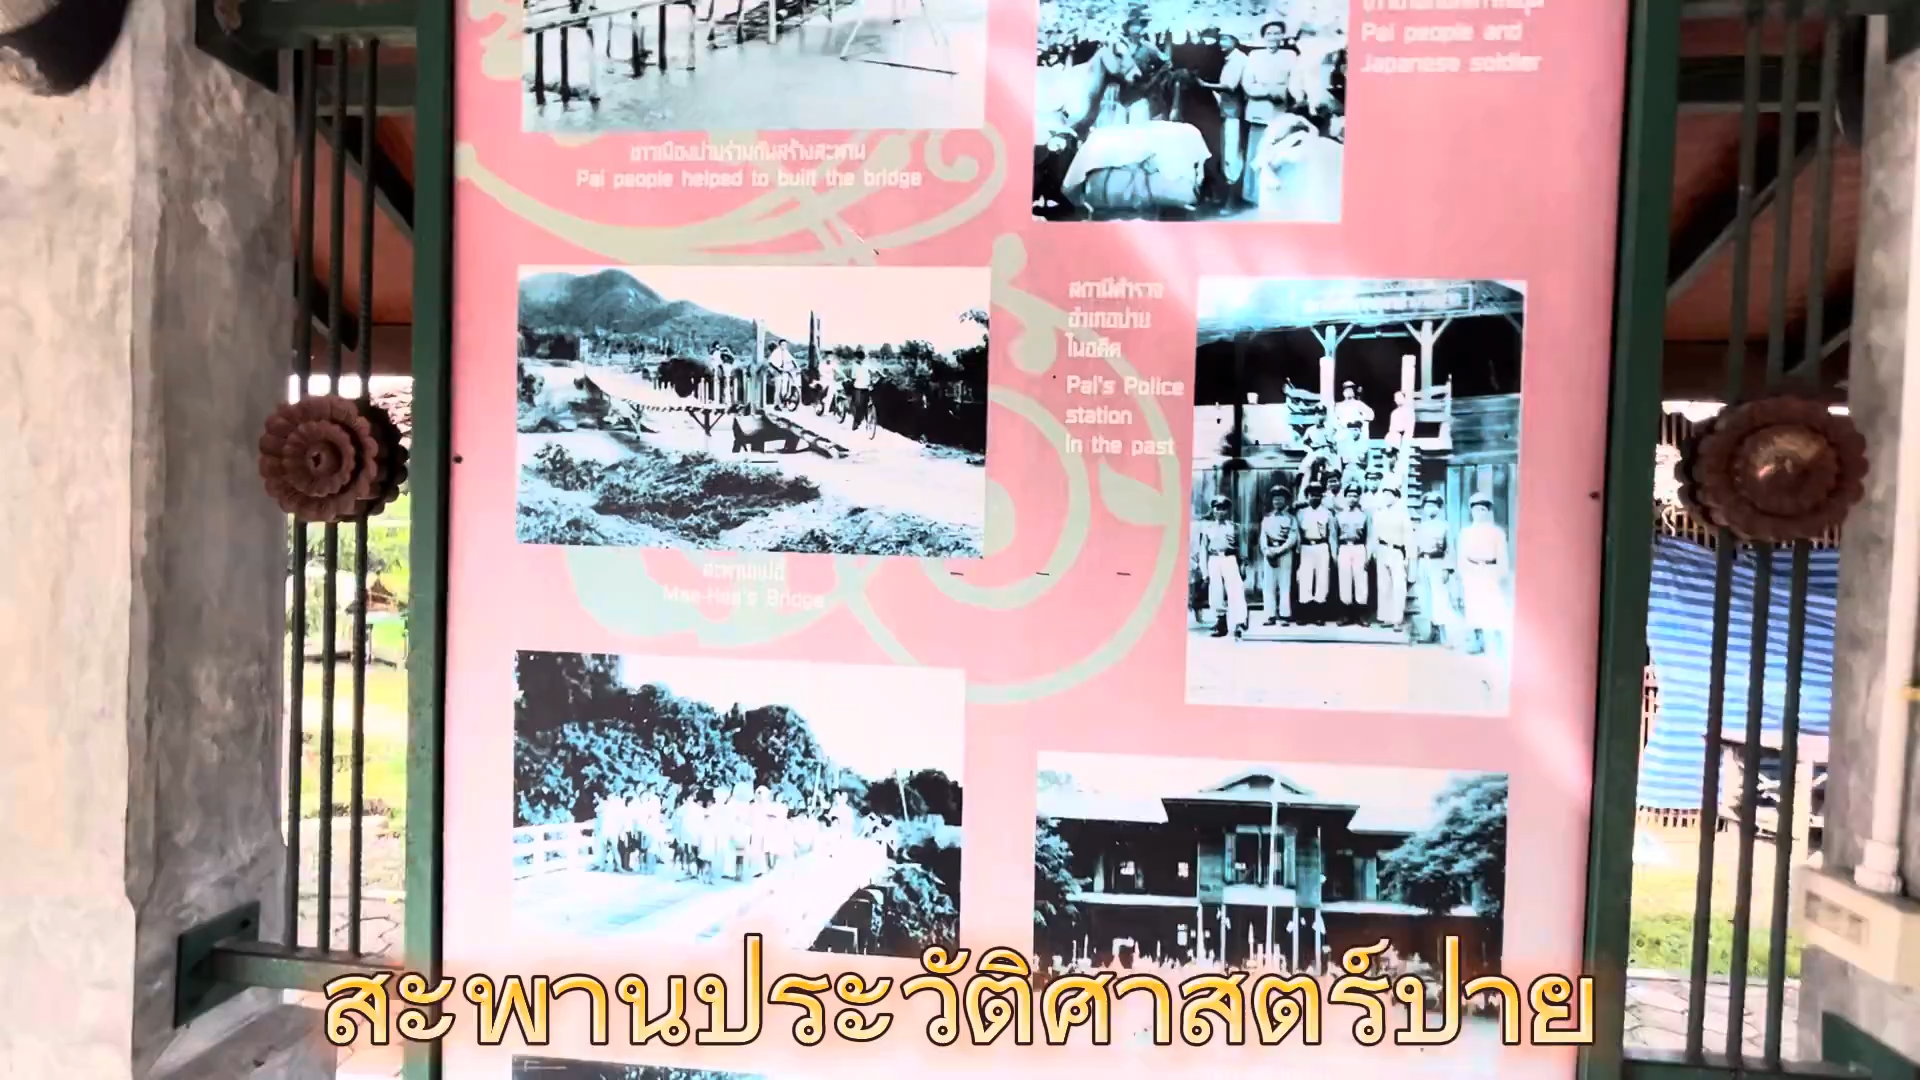 Pai people and
Japanese soldier
ชาวเมืองปายร่วมกันสร้างสะพาน
Pai people helped to built the bridge
สถานีตำรวจ
อำเภอปาย
ในอดีต
Pai's Police
station
In the past
Mae-Hee's Bridge
สะพานประวัติศาสตร์ปาย